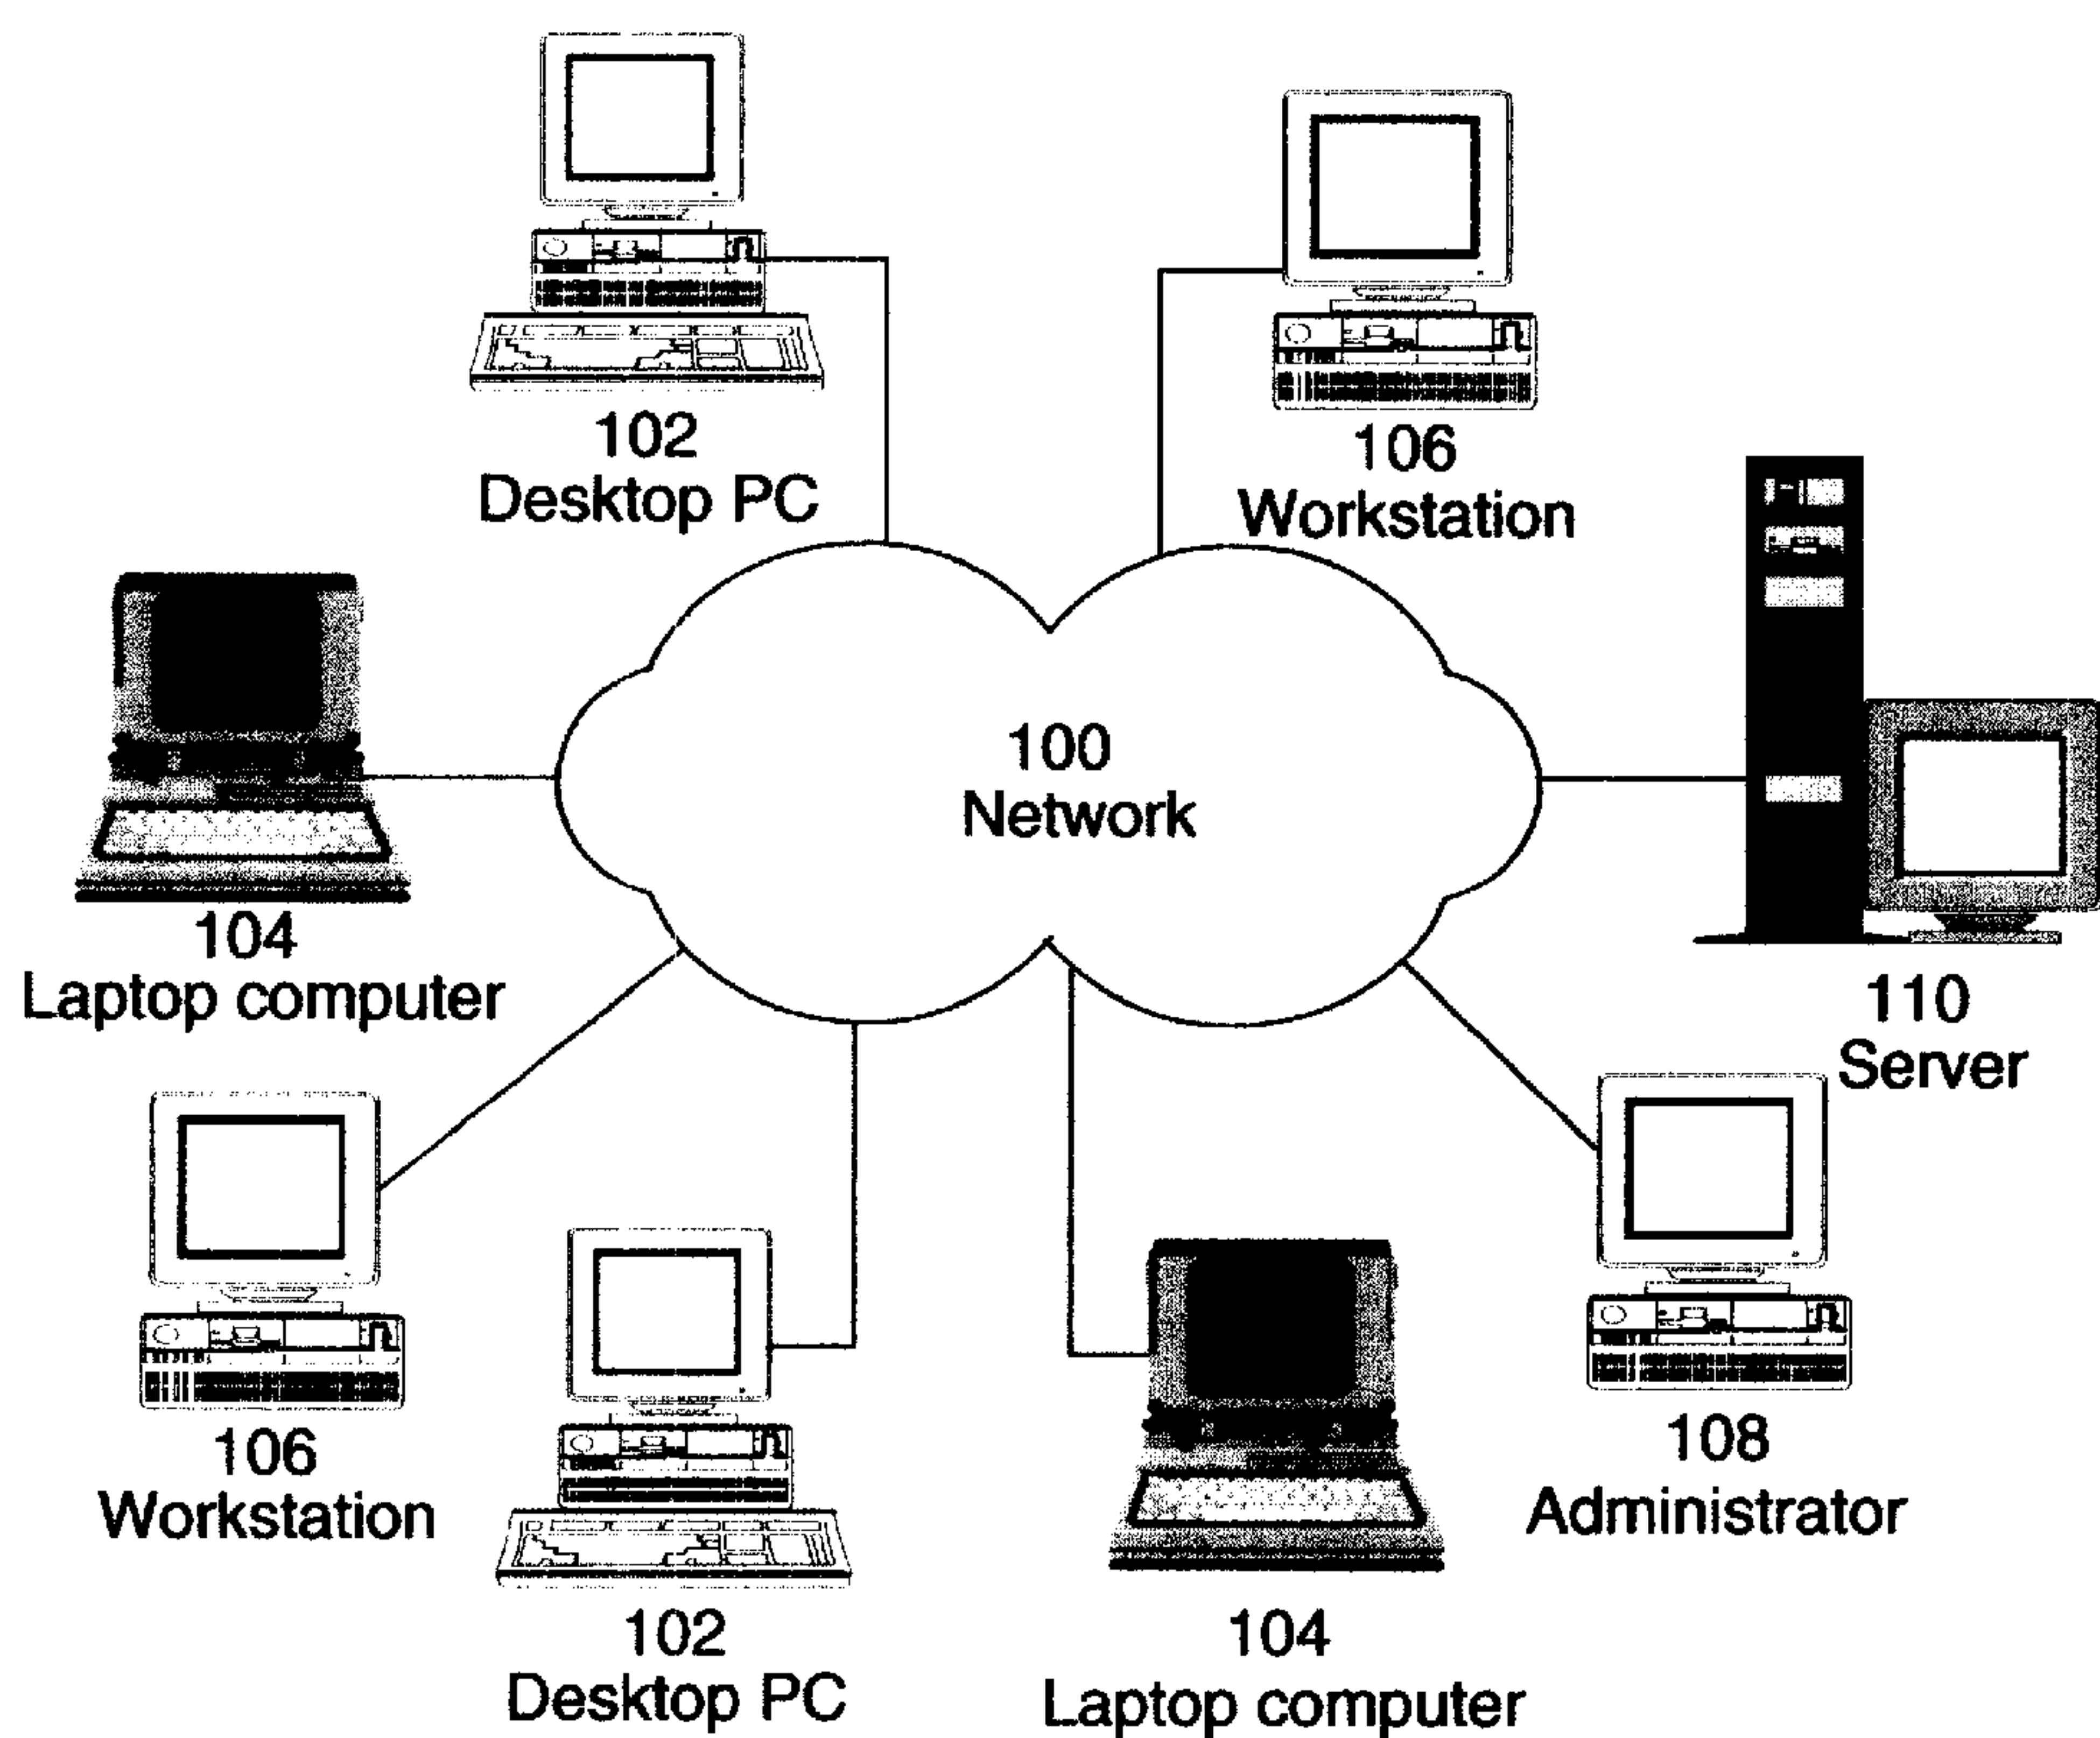 102
Desktop PC
106
Workstation
100
Network
104
Laptop computer
110
Server
106
Workstation
102
Desktop PC
104
Laptop computer
108
Administrator